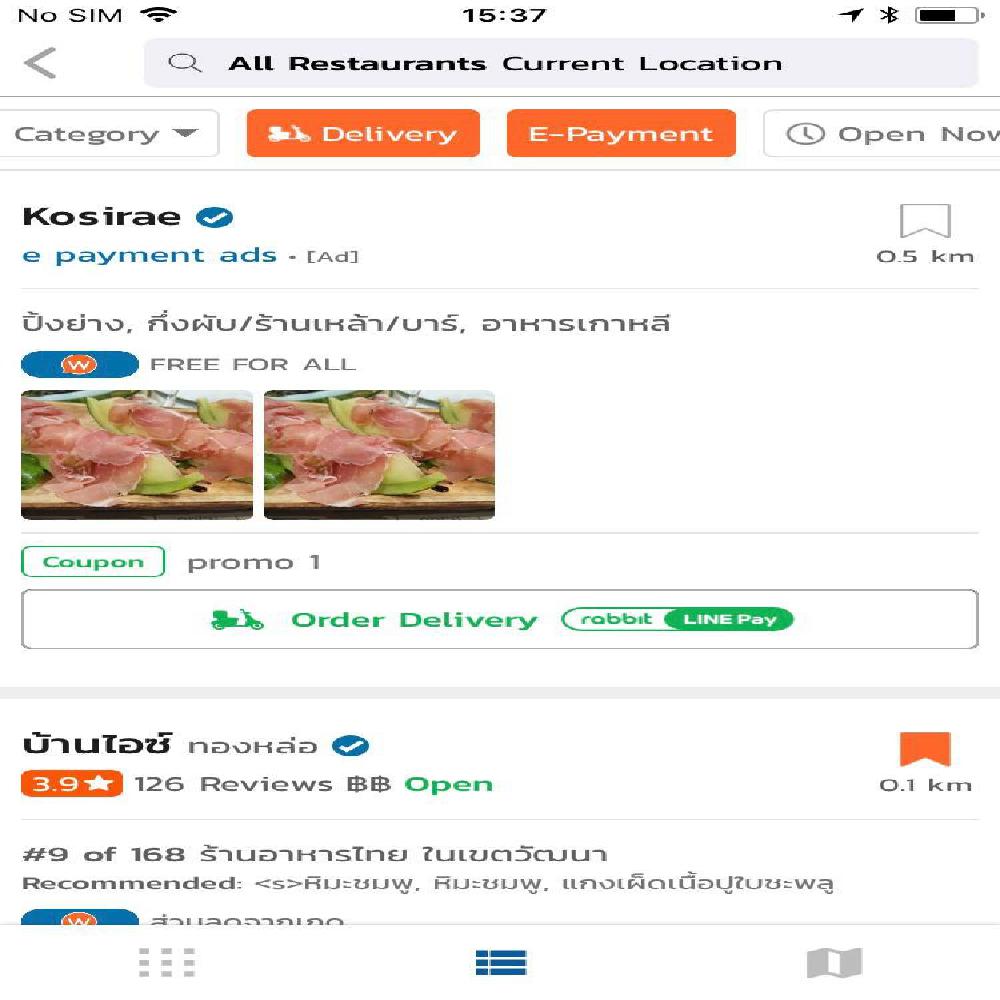 No SIM 15:37
All Restaurants Current Location
Category Delivery E-Payment Open Now
Kosirae
e payment ads • [Ad]
0.5 km
ปิ้งย่าง, กึ่งผับ/ร้านเหล้า/บาร์, อาหารเกาหลี
W FREE FOR ALL
Coupon promo 1
Order Delivery rabbit LINE Pay
บ้านไอซ์ ทองหล่อ
3.9 126 Reviews ฿฿ Open
0.1 km
#9 of 168 ร้านอาหารไทย ในเขตวัฒนา
Recommended: <s>หิมะชมพู, หิมะชมพู, แกงเผ็ดเนื้อปูใบชะพลู
W